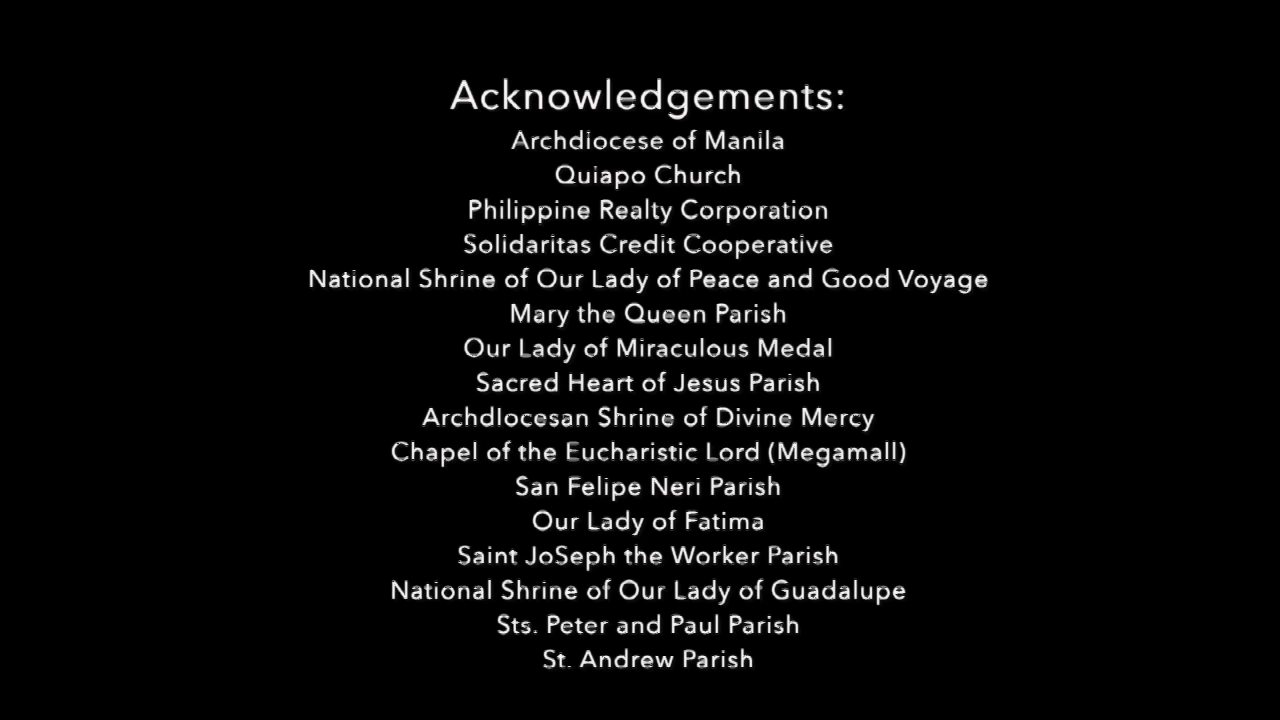 Acknowledgements:
Archdiocese of Manila
Quiapo Church
Philippine Realty Corporation
Solidaritas Credit Cooperative
National Shrine of Our Lady of Peace and Good Voyage
Mary the Queen Parish
Our Lady of Miraculous Medal
Sacred Heart of Jesus Parish
ArchdIocesan Shrine of Divine Mercy
Chapel of the Eucharistic Lord (Megamall)
San Felipe Neri Parish
Our Lady of Fatima
Saint JoSeph the Worker Parish
National Shrine of Our Lady of Guadalupe
Sts. Peter and Paul Parish
St. Andrew Parish